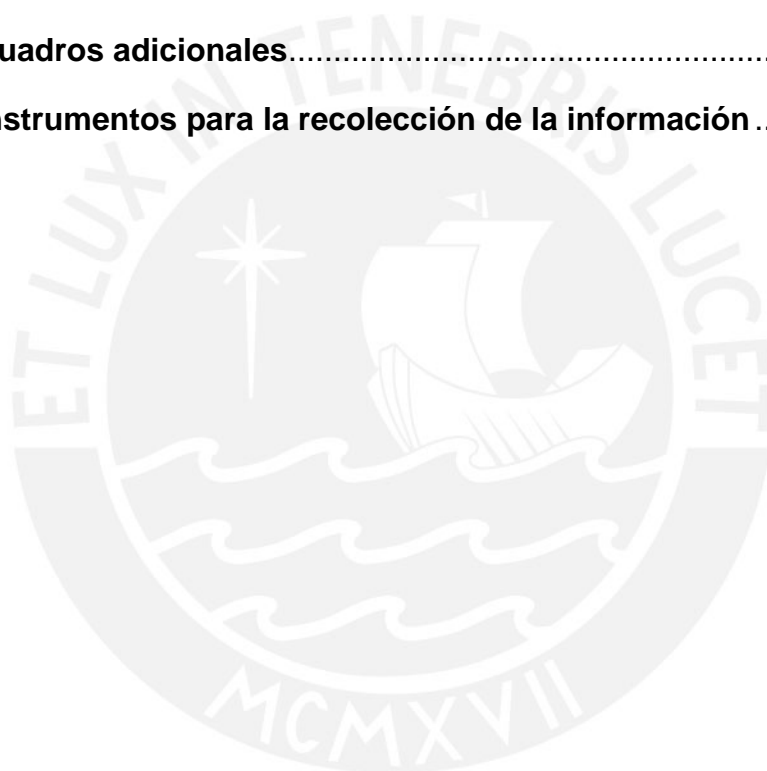 uadros adicionales.....................................................
nstrumentos para la recolección de la información ..
ET LUX IN TENEBRIS LUCET
MCMXVII